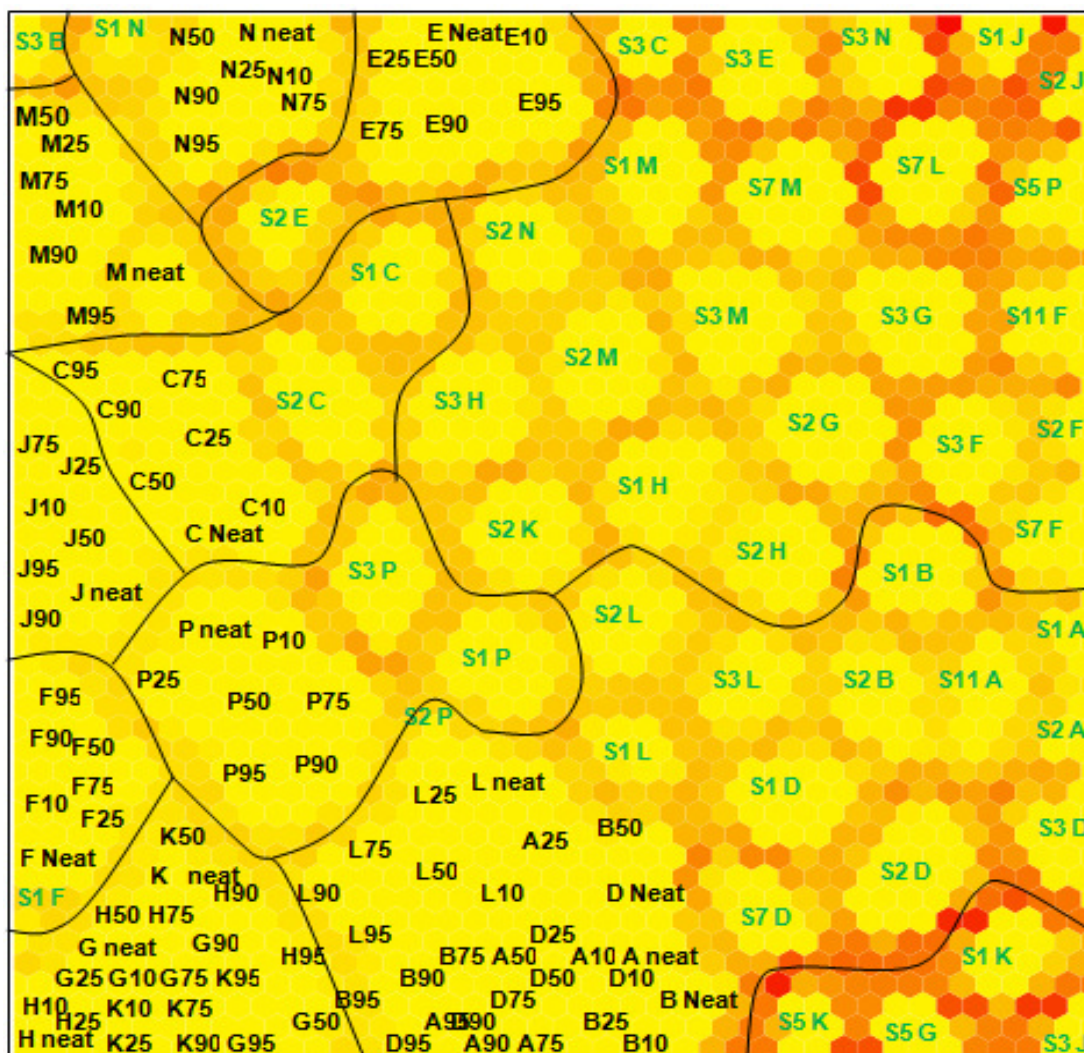 S3 B S1 N N50 N neat E Neat E10 S3 C S3 E S3 N S1 J
E25 E50
N25 N10 S2 J
N90 N75 E95
M50 E75 E90
M25 N95 S1 M S7 M S7 L S5 P
M75
M10 S2 E S2 N
M90 M neat S1 C
M95 S3 M S3 G S11 F
C95 C75 S2 M
C90 S2 C S3 H S2 G S2 F
J75 C25 S3 F
J25 C50 S1 H
J10 C10
J50 C Neat S2 K S2 H S7 F
J95 S3 P S1 B
J neat
J90 P neat P10 S2 L S1 A
P25 S1 P S3 L S2 B S11 A
F95 P50 P75 S2 P S2 A
F90 F50 S1 L
F75 P95 P90 L25 L neat S1 D
F10 F25 K50 A25 B50 S3 D
F Neat L75
K neat L50 S2 D
S1 F H90 L90 L10 D Neat
H50 H75 S7 D
G neat G90 L95 D25
H95 B75 A50 A10 A neat S1 K
G25 G10 G75 K95 B90 D50 D10
H10 K10 K75 B95 D75 B Neat
H25 G50 A95 D90 B25 S5 K S5 G
H neat K25 K90 G95 D95 A90 A75 B10 S3 J